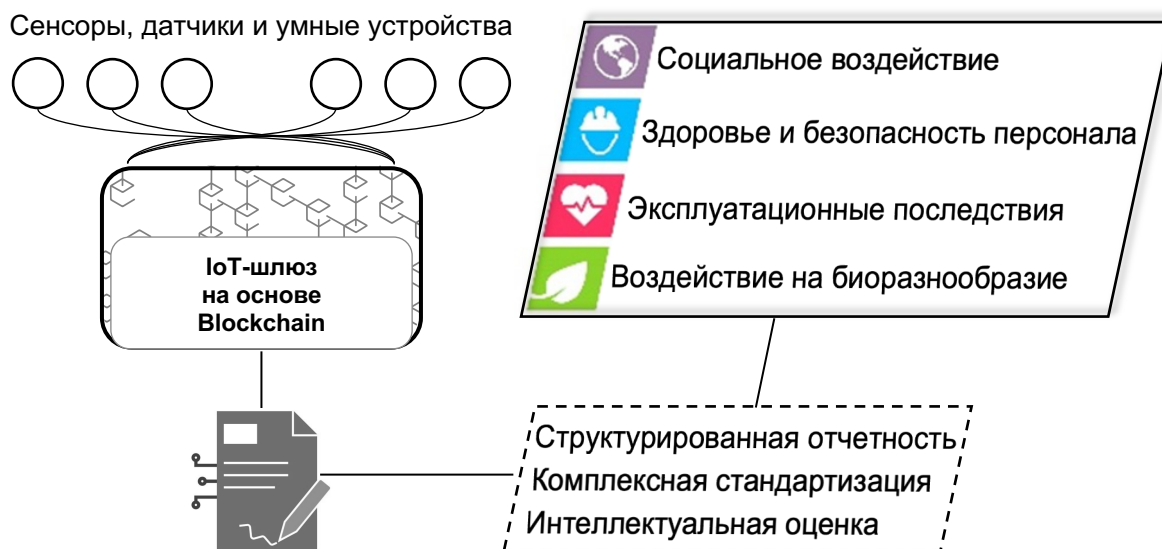 Сенсоры, датчики и умные устройства
IoT-шлюз
на основе
Blockchain
Социальное воздействие
Здоровье и безопасность персонала
Эксплуатационные последствия
Воздействие на биоразнообразие
Структурированная отчетность
Комплексная стандартизация
Интеллектуальная оценка